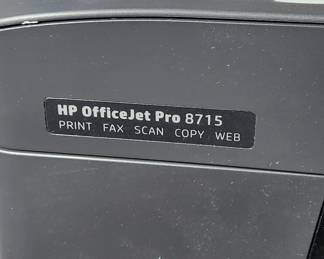 HP OfficeJet Pro 8715
PRINT FAX SCAN COPY WEB